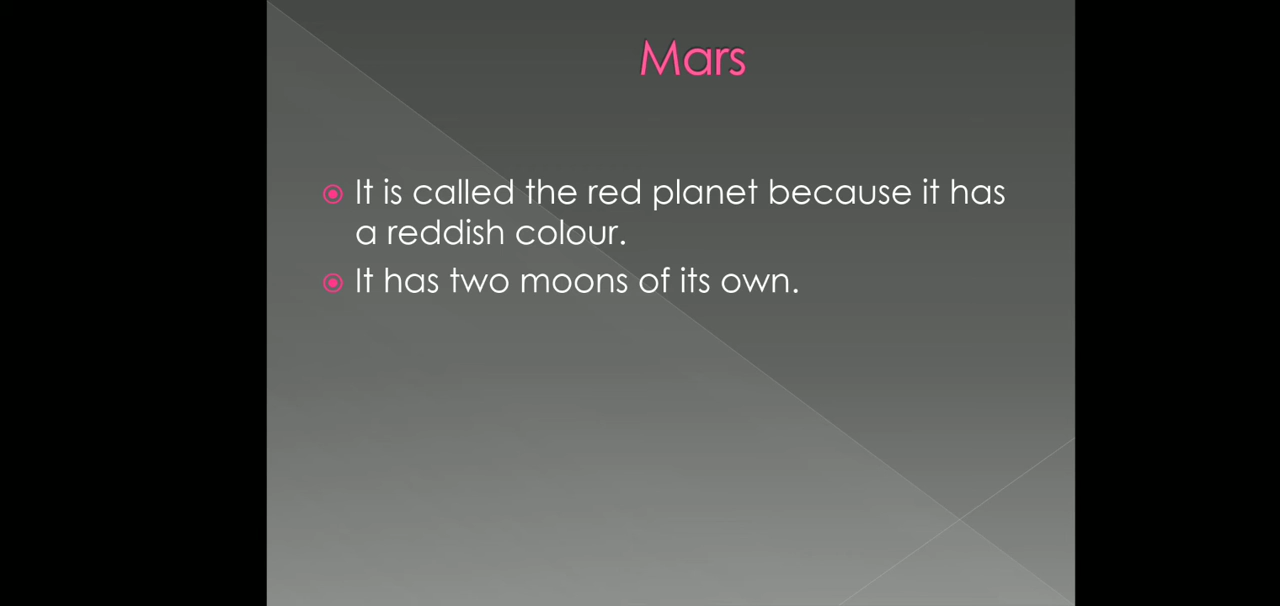 Mars
It is called the red planet because it has
a reddish colour.
It has two moons of its own.